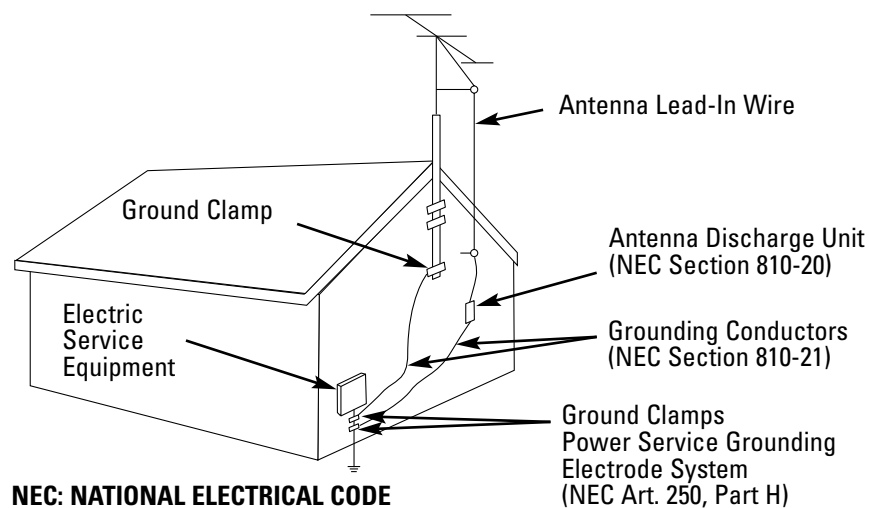 Antenna Lead-In Wire
Ground Clamp
Antenna Discharge Unit
(NEC Section 810-20)
Electric
Service
Equipment
Grounding Conductors
(NEC Section 810-21)
Ground Clamps
Power Service Grounding
Electrode System
(NEC Art. 250, Part H)
NEC: NATIONAL ELECTRICAL CODE